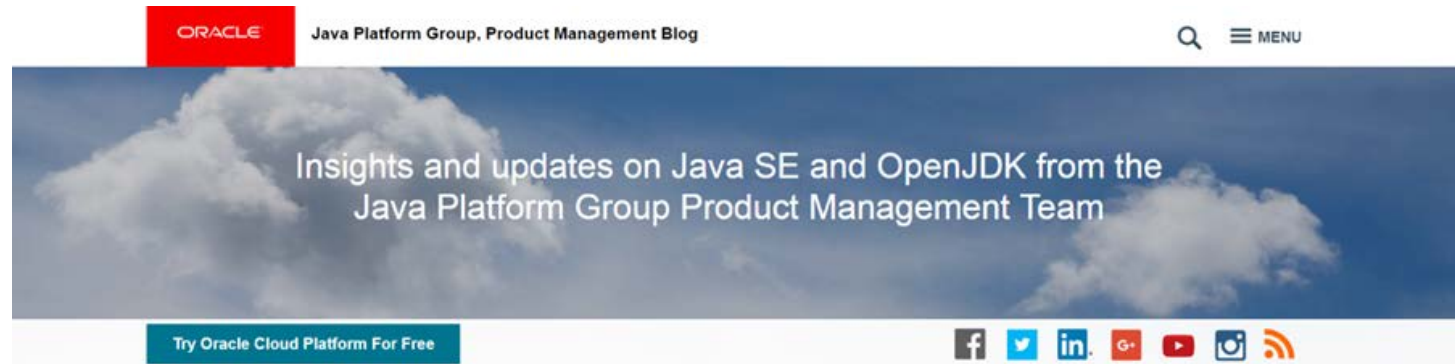 ORACLE
Java Platform Group, Product Management Blog
MENU
Insights and updates on Java SE and OpenJDK from the
Java Platform Group Product Management Team
Try Oracle Cloud Platform For Free
f
in.
G+